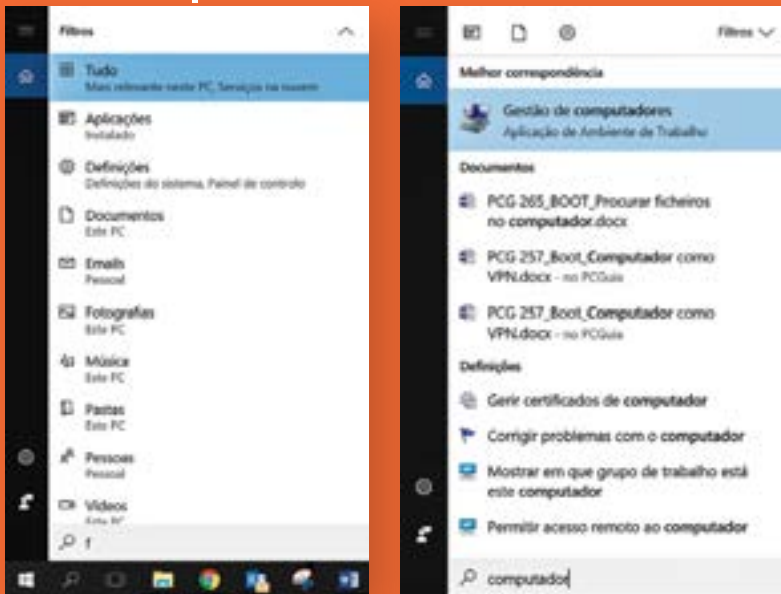 Filtros
Tudo
Mais relevante neste PC, Serviços na nuvem
Aplicações
Instalado
Definições
Definições do sistema, Painel de controlo
Documentos
Este PC
Emails
Pessoal
Fotografias
Este PC
Música
Este PC
Pastas
Este PC
Pessoas
Pessoal
Vídeos
Este PC
f
Filtros
Melhor correspondência
Gestão de computadores
Aplicação de Ambiente de Trabalho
Documentos
PCG 265_BOOT_Procurar ficheiros
no computador.docx
PCG 257_Boot_Computador como
VPN.docx - no PCGuia
PCG 257_Boot_Computador como
VPN.docx - no PCGuia
Definições
Gerir certificados de computador
Corrigir problemas com o computador
Mostrar em que grupo de trabalho está
este computador
Permitir acesso remoto ao computador
computador